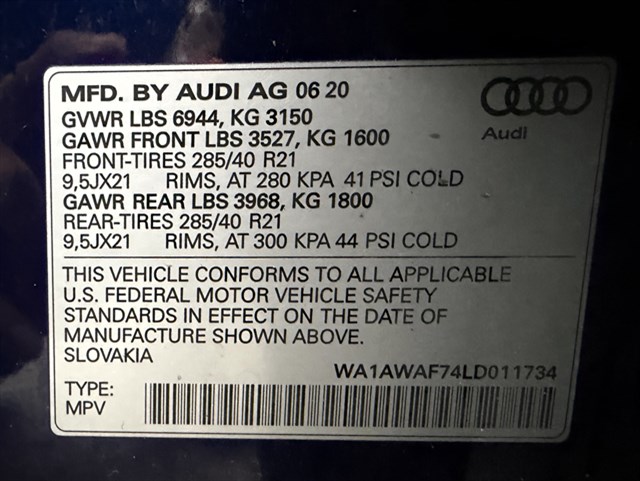 MFD. BY AUDI AG 06 20
Audi
GVWR LBS 6944, KG 3150
GAWR FRONT LBS 3527, KG 1600
FRONT-TIRES 285/40 R21
9,5JX21 RIMS, AT 280 KPA 41 PSI COLD
GAWR REAR LBS 3968, KG 1800
REAR-TIRES 285/40 R21
9,5JX21 RIMS, AT 300 KPA 44 PSI COLD
THIS VEHICLE CONFORMS TO ALL APPLICABLE
U.S. FEDERAL MOTOR VEHICLE SAFETY
STANDARDS IN EFFECT ON THE DATE OF
MANUFACTURE SHOWN ABOVE.
SLOVAKIA
WA1AWAF74LD011734
TYPE:
MPV